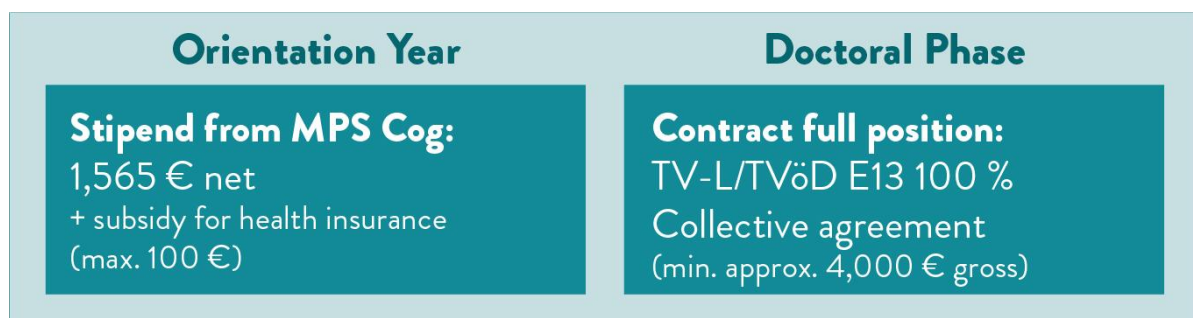 Orientation Year
Stipend from MPS Cog:
1,565 € net
+ subsidy for health insurance
(max. 100 €)
Doctoral Phase
Contract full position:
TV-L/TVöD E13 100 %
Collective agreement
(min. approx. 4,000 € gross)